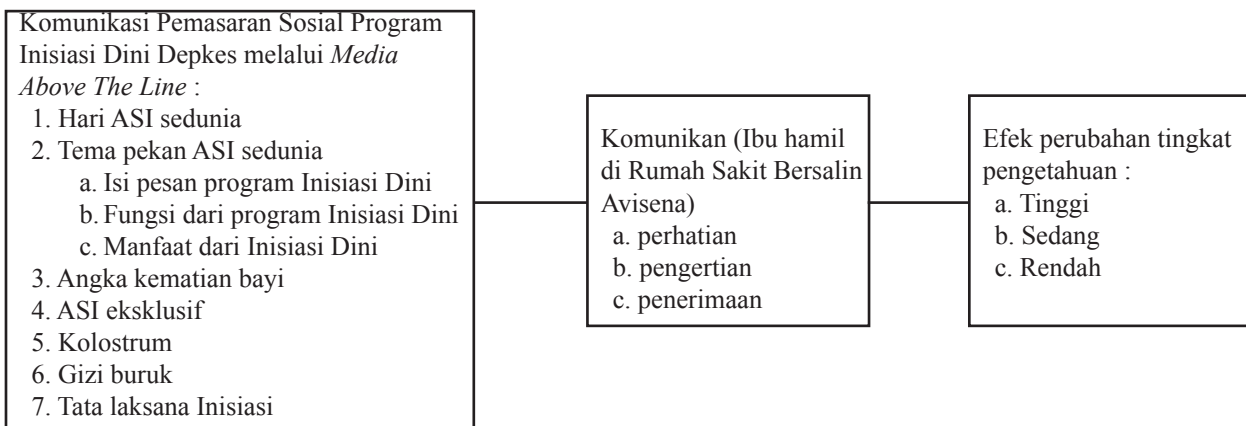 Komunikasi Pemasaran Sosial Program
Inisiasi Dini Depkes melalui Media
Above The Line :
1. Hari ASI sedunia
2. Tema pekan ASI sedunia
a. Isi pesan program Inisiasi Dini
b. Fungsi dari program Inisiasi Dini
c. Manfaat dari Inisiasi Dini
3. Angka kematian bayi
4. ASI eksklusif
5. Kolostrum
6. Gizi buruk
7. Tata laksana Inisiasi
Komunikan (Ibu hamil
di Rumah Sakit Bersalin
Avisena)
a. perhatian
b. pengertian
c. penerimaan
Efek perubahan tingkat
pengetahuan :
a. Tinggi
b. Sedang
c. Rendah